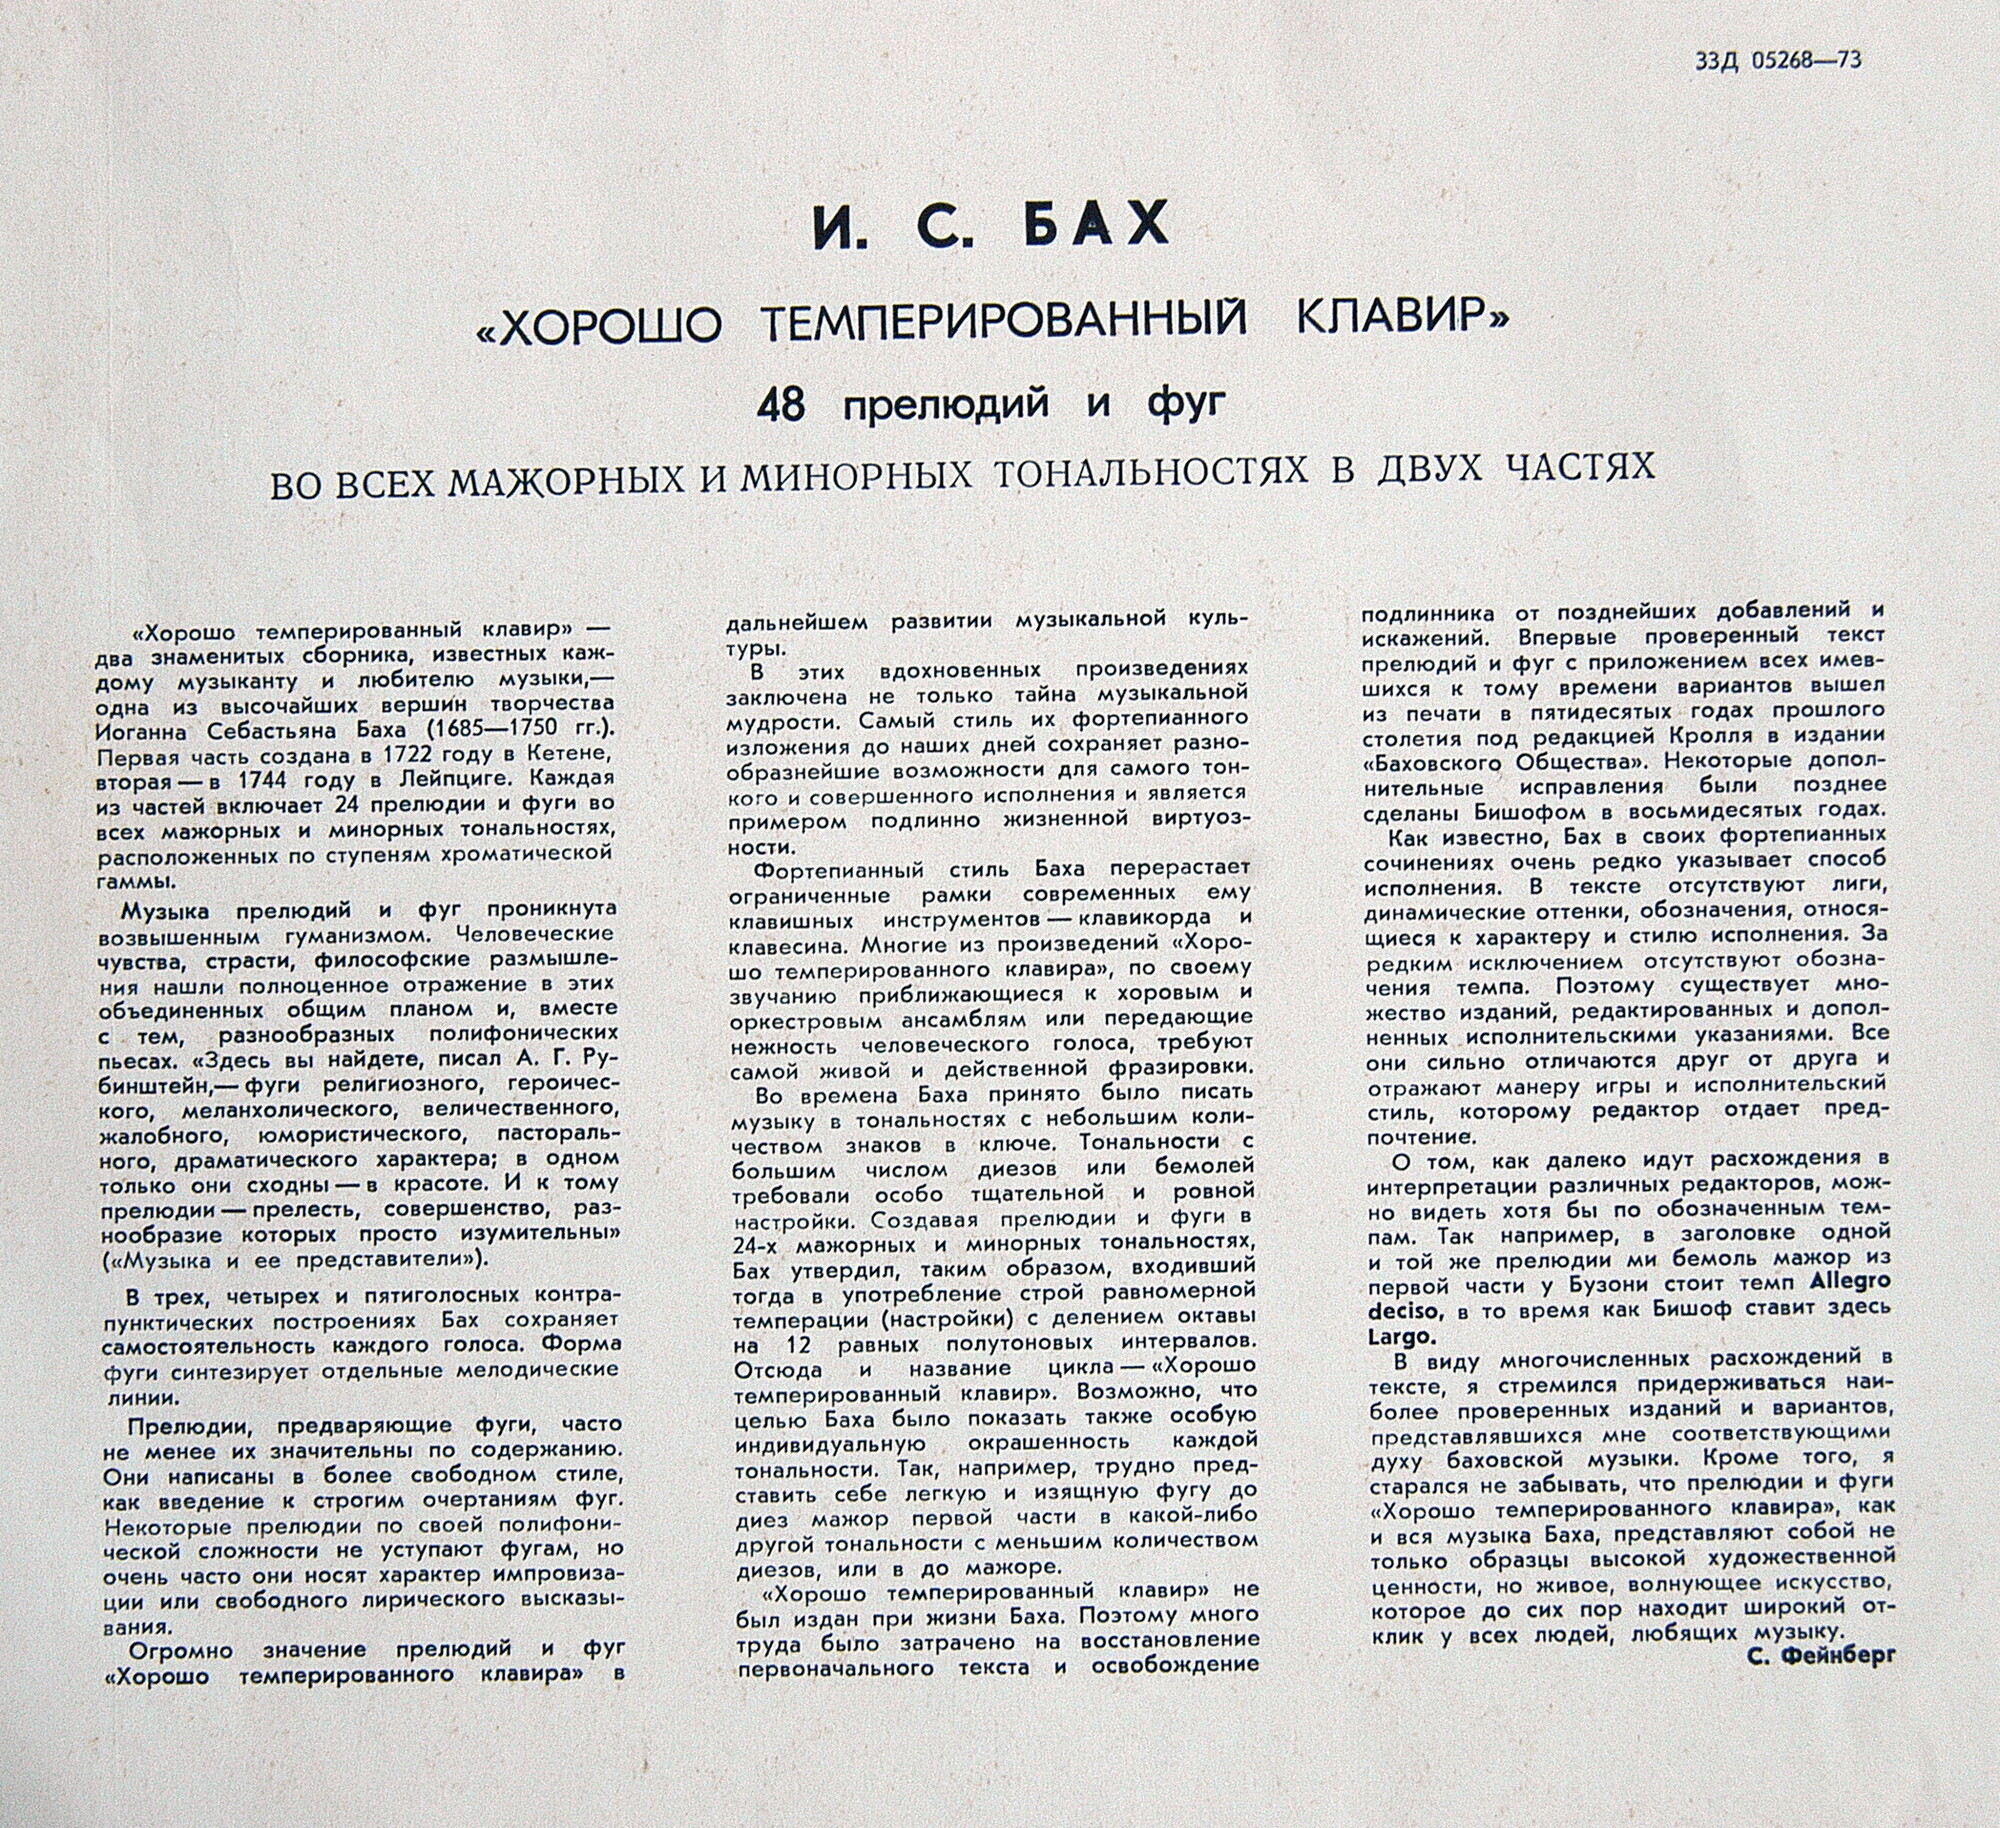 33Д 05268—73
И. С. БАХ
«ХОРОШО ТЕМПЕРИРОВАННЫЙ КЛАВИР»
48 прелюдий и фуг
ВО ВСЕХ МАЖОРНЫХ И МИНОРНЫХ ТОНАЛЬНОСТЯХ В ДВУХ ЧАСТЯХ
«Хорошо темперированный клавир» —
два знаменитых сборника, известных каж-
дому музыканту и любителю музыки,—
одна из высочайших вершин творчества
Иоганна Себастьяна Баха (1685—1750 гг.).
Первая часть создана в 1722 году в Кетене,
вторая — в 1744 году в Лейпциге. Каждая
из частей включает 24 прелюдии и фуги во
всех мажорных и минорных тональностях,
расположенных по ступеням хроматической
гаммы.
Музыка прелюдий и фуг проникнута
возвышенным гуманизмом. Человеческие
чувства, страсти, философские размышле-
ния нашли полноценное отражение в этих
объединенных общим планом и, вместе
с тем, разнообразных полифонических
пьесах. «Здесь вы найдете, писал А. Г. Ру-
бинштейн,— фуги религиозного, героичес-
кого, меланхолического, величественного,
жалобного, юмористического, пастораль-
ного, драматического характера; в одном
только они сходны — в красоте. И к тому
прелюдии — прелесть, совершенство, раз-
нообразие которых просто изумительны»
(«Музыка и ее представители»).
В трех, четырех и пятиголосных контра-
пунктических построениях Бах сохраняет
самостоятельность каждого голоса. Форма
фуги синтезирует отдельные мелодические
линии.
Прелюдии, предваряющие фуги, часто
не менее их значительны по содержанию.
Они написаны в более свободном стиле,
как введение к строгим очертаниям фуг.
Некоторые прелюдии по своей полифони-
ческой сложности не уступают фугам, но
очень часто они носят характер импровиза-
ции или свободного лирического высказы-
вания.
Огромно значение прелюдий и фуг
«Хорошо темперированного клавира» в
дальнейшем развитии музыкальной куль-
туры.
В этих вдохновенных произведениях
заключена не только тайна музыкальной
мудрости. Самый стиль их фортепианного
изложения до наших дней сохраняет разно-
образнейшие возможности для самого тон-
кого и совершенного исполнения и является
примером подлинно жизненной виртуоз-
ности.
Фортепианный стиль Баха перерастает
ограниченные рамки современных ему
клавишных инструментов — клавикорда и
клавесина. Многие из произведений «Хоро-
шо темперированного клавира», по своему
звучанию приближающиеся к хоровым и
оркестровым ансамблям или передающие
нежность человеческого голоса, требуют
самой живой и действенной фразировки.
Во времена Баха принято было писать
музыку в тональностях с небольшим коли-
чеством знаков в ключе. Тональности с
большим числом диезов или бемолей
требовали особо тщательной и ровной
настройки. Создавая прелюдии и фуги в
24-х мажорных и минорных тональностях,
Бах утвердил, таким образом, входивший
тогда в употребление строй равномерной
темперации (настройки) с делением октавы
на 12 равных полутоновых интервалов.
Отсюда и название цикла — «Хорошо
темперированный клавир». Возможно, что
целью Баха было показать также особую
индивидуальную окрашенность каждой
тональности. Так, например, трудно пред-
ставить себе легкую и изящную фугу до
диез мажор первой части в какой-либо
другой тональности с меньшим количеством
диезов, или в до мажоре.
«Хорошо темперированный клавир» не
был издан при жизни Баха. Поэтому много
труда было затрачено на восстановление
первоначального текста и освобождение
подлинника от позднейших добавлений и
искажений. Впервые проверенный текст
прелюдий и фуг с приложением всех имев-
шихся к тому времени вариантов вышел
из печати в пятидесятых годах прошлого
столетия под редакцией Кролля в издании
«Баховского Общества». Некоторые допол-
нительные исправления были позднее
сделаны Бишофом в восьмидесятых годах.
Как известно, Бах в своих фортепианных
сочинениях очень редко указывает способ
исполнения. В тексте отсутствуют лиги,
динамические оттенки, обозначения, относя-
щиеся к характеру и стилю исполнения. За
редким исключением отсутствуют обозна-
чения темпа. Поэтому существует мно-
жество изданий, редактированных и допол-
ненных исполнительскими указаниями. Все
они сильно отличаются друг от друга и
отражают манеру игры и исполнительский
стиль, которому редактор отдает пред-
почтение.
О том, как далеко идут расхождения в
интерпретации различных редакторов, мож-
но видеть хотя бы по обозначенным тем-
пам. Так например, в заголовке одной
и той же прелюдии ми бемоль мажор из
первой части у Бузони стоит темп Allegro
deciso, в то время как Бишоф ставит здесь
Largo.
В виду многочисленных расхождений в
тексте, я стремился придерживаться наи-
более проверенных изданий и вариантов,
представлявшихся мне соответствующими
духу баховской музыки. Кроме того, я
старался не забывать, что прелюдии и фуги
«Хорошо темперированного клавира», как
и вся музыка Баха, представляют собой не
только образцы высокой художественной
ценности, но живое, волнующее искусство,
которое до сих пор находит широкий от-
клик у всех людей, любящих музыку.
С. Фейнберг